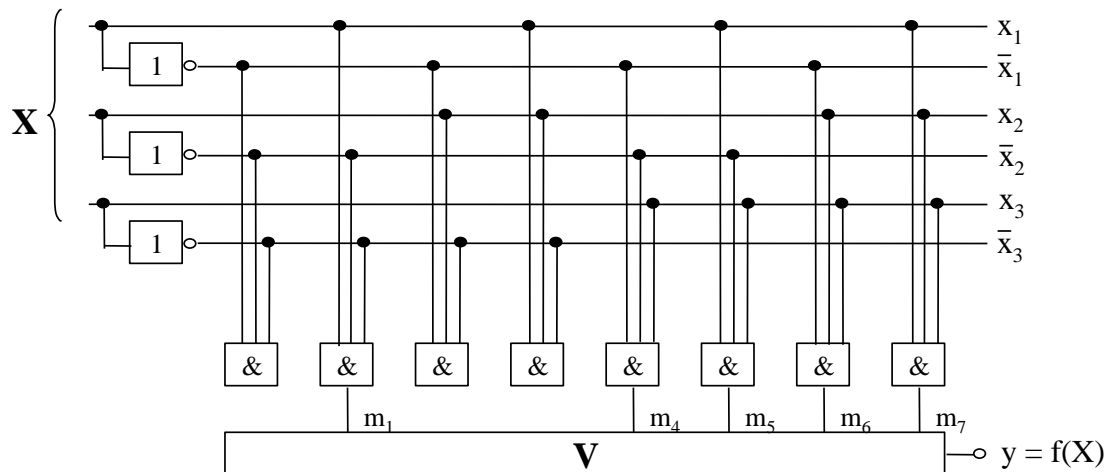 x₁
1
x̄₁
X
x₂
1
x̄₂
x₃
1
x̄₃
& & & & & & & &
m₁ m₄ m₅ m₆ m₇
V
y = f(X)